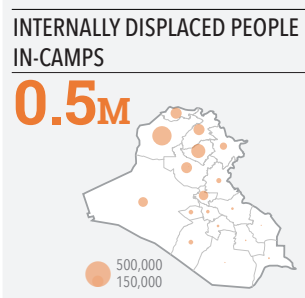 INTERNALLY DISPLACED PEOPLE
IN-CAMPS
0.5M
500,000
150,000